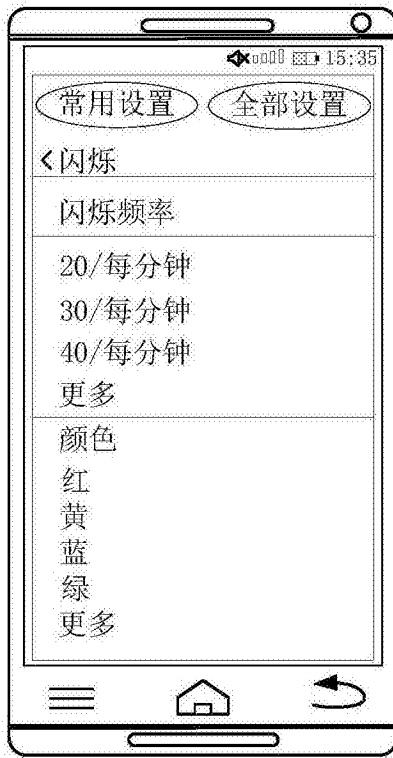 15:35
常用设置 全部设置
<闪烁
闪烁频率
20/每分钟
30/每分钟
40/每分钟
更多
颜色
红
黄
蓝
绿
更多